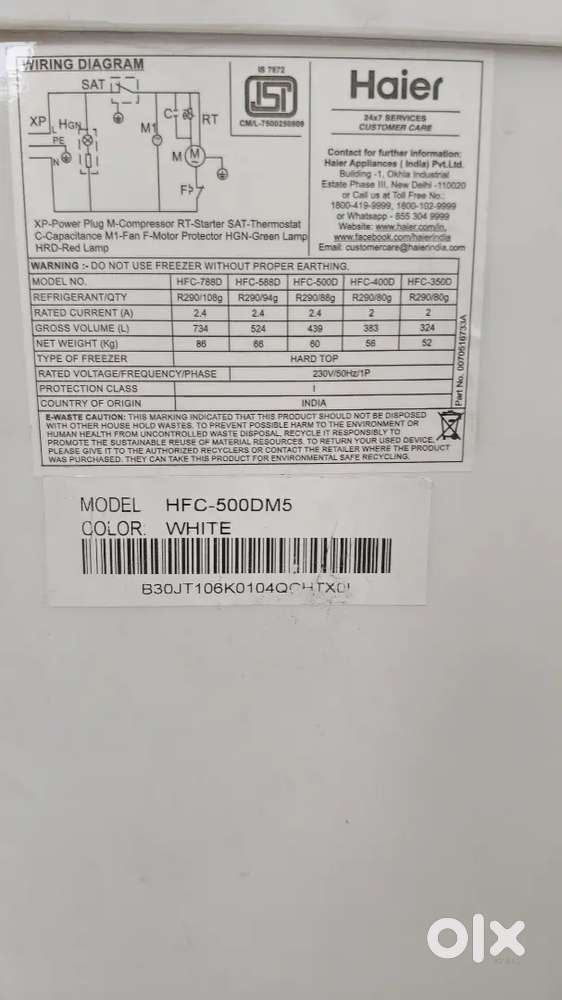 WIRING DIAGRAM
SAT
XP
L
HGN
PE
N
M1
C
RT
M
M
F
XP-Power Plug M-Compressor RT-Starter SAT-Thermostat
C-Capacitance M1-Fan F-Motor Protector HGN-Green Lamp
HRD-Red Lamp
IS 7872
ISI
CM/L-7500250809
Haier
24x7 SERVICES
CUSTOMER CARE
Contact for further Information:
Haier Appliances ( India) Pvt.Ltd.
Building -1, Okhla Industrial
Estate Phase III, New Delhi -110020
or Call us at Toll Free No.:
1800-419-9999, 1800-102-9999
or Whatsapp - 855 304 9999
Website: www.haier.com/in,
www.facebook.com/haierindia
Email: customercare@haierindia.com
WARNING :- DO NOT USE FREEZER WITHOUT PROPER EARTHING.
MODEL NO. HFC-788D HFC-588D HFC-500D HFC-400D HFC-350D
REFRIGERANT/QTY R290/108g R290/94g R290/88g R290/80g R290/80g
RATED CURRENT (A) 2.4 2.4 2.4 2 2
GROSS VOLUME (L) 734 524 439 383 324
NET WEIGHT (Kg) 86 66 60 56 52
TYPE OF FREEZER HARD TOP
RATED VOLTAGE/FREQUENCY/PHASE 230V/50Hz/1P
PROTECTION CLASS I
COUNTRY OF ORIGIN INDIA
Part No. 0070516733A
E-WASTE CAUTION: THIS MARKING INDICATED THAT THIS PRODUCT SHOULD NOT BE DISPOSED
WITH OTHER HOUSE HOLD WASTES. TO PREVENT POSSIBLE HARM TO THE ENVIRONMENT OR
HUMAN HEALTH FROM UNCONTROLLED WASTE DISPOSAL, RECYCLE IT RESPONSIBLY TO
PROMOTE THE SUSTAINABLE REUSE OF MATERIAL RESOURCES. TO RETURN YOUR USED DEVICE,
PLEASE GIVE IT TO THE AUTHORIZED RECYCLERS OR CONTACT THE RETAILER WHERE THE PRODUCT
WAS PURCHASED. THEY CAN TAKE THIS PRODUCT FOR ENVIRONMENTAL SAFE RECYCLING.
MODEL HFC-500DM5
COLOR: WHITE
B30JT106K0104QCHTX0
olx